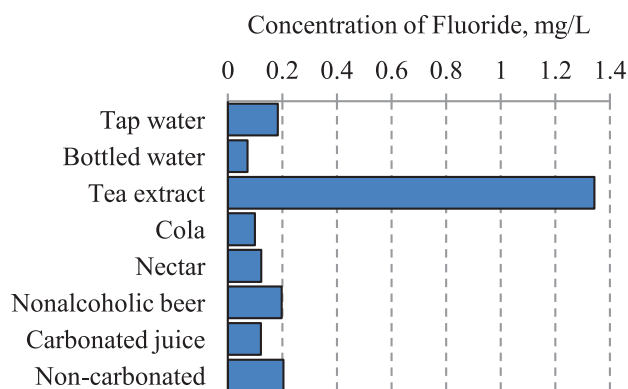 Concentration of Fluoride, mg/L
0 0.2 0.4 0.6 0.8 1 1.2 1.4
Tap water
Bottled water
Tea extract
Cola
Nectar
Nonalcoholic beer
Carbonated juice
Non-carbonated